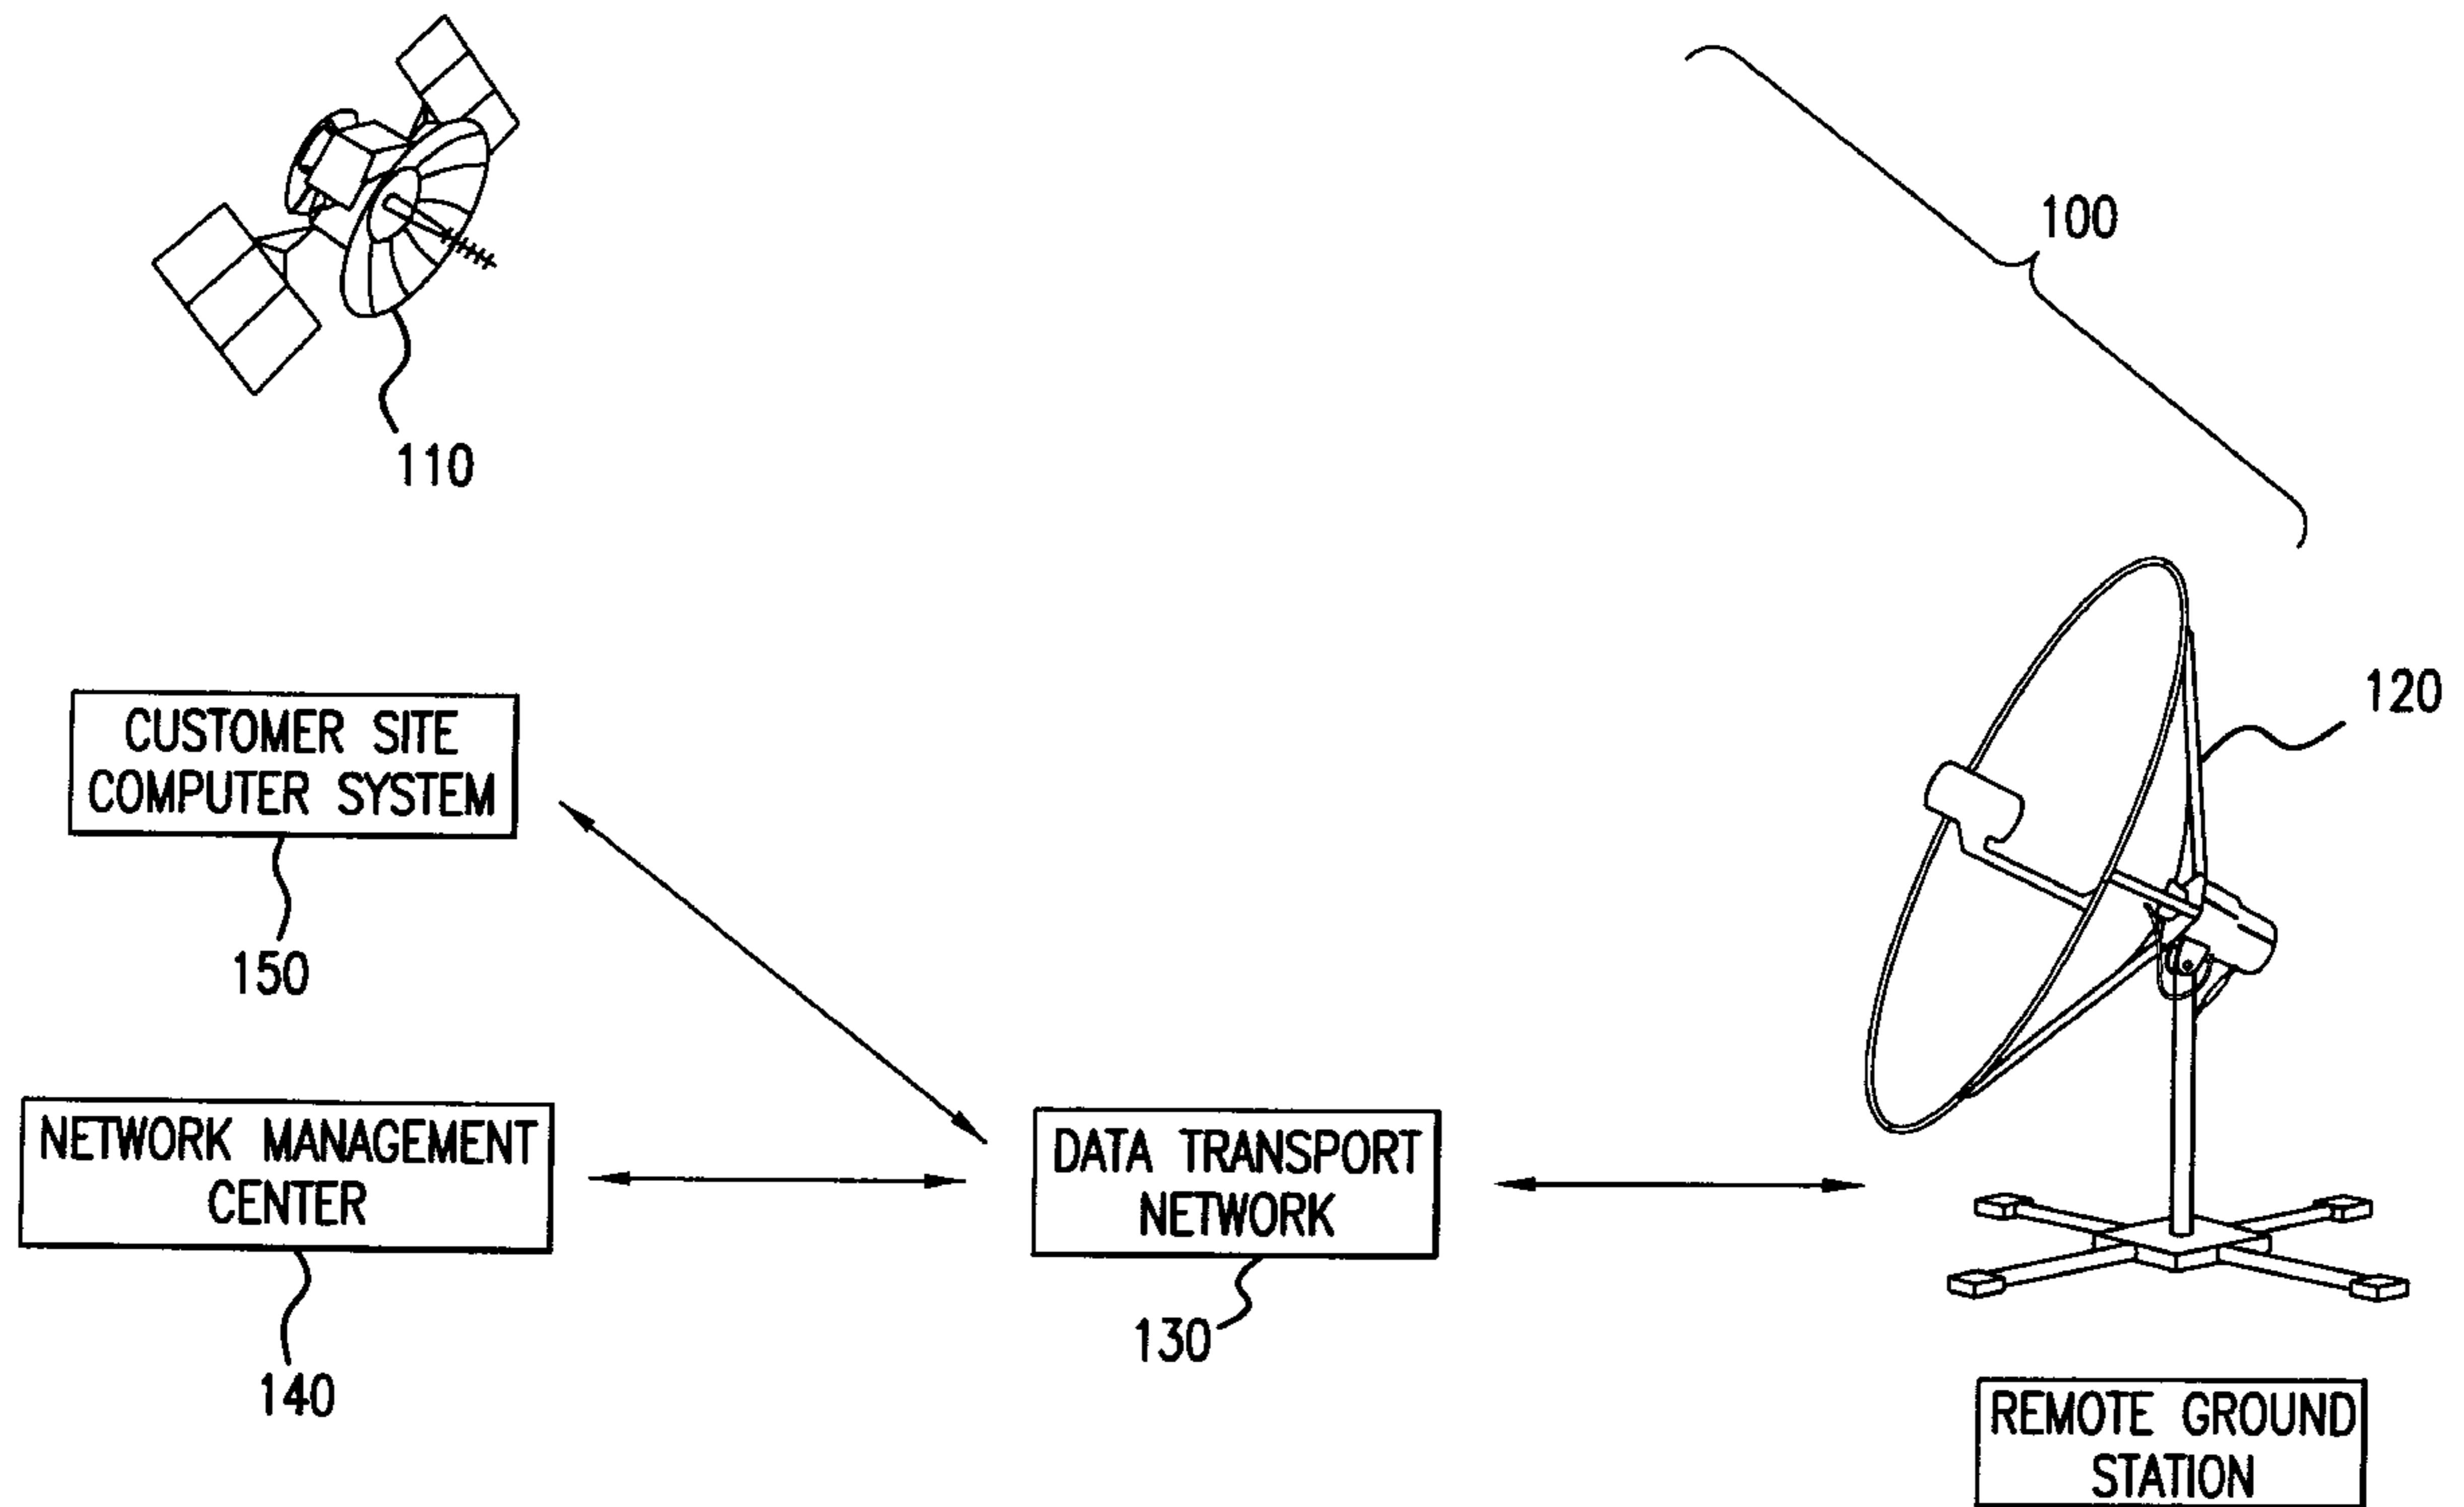 100
110
120
CUSTOMER SITE
COMPUTER SYSTEM
150
NETWORK MANAGEMENT
CENTER
140
DATA TRANSPORT
NETWORK
130
REMOTE GROUND
STATION